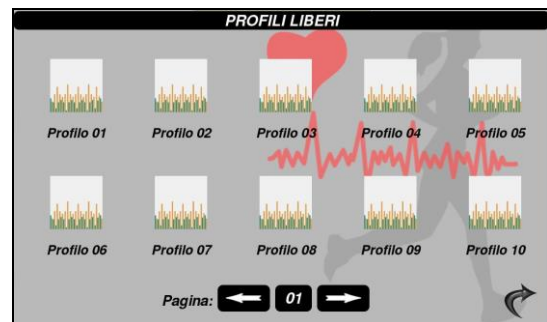 PROFILI LIBERI
Profilo 01 Profilo 02 Profilo 03 Profilo 04 Profilo 05
Profilo 06 Profilo 07 Profilo 08 Profilo 09 Profilo 10
Pagina: 01